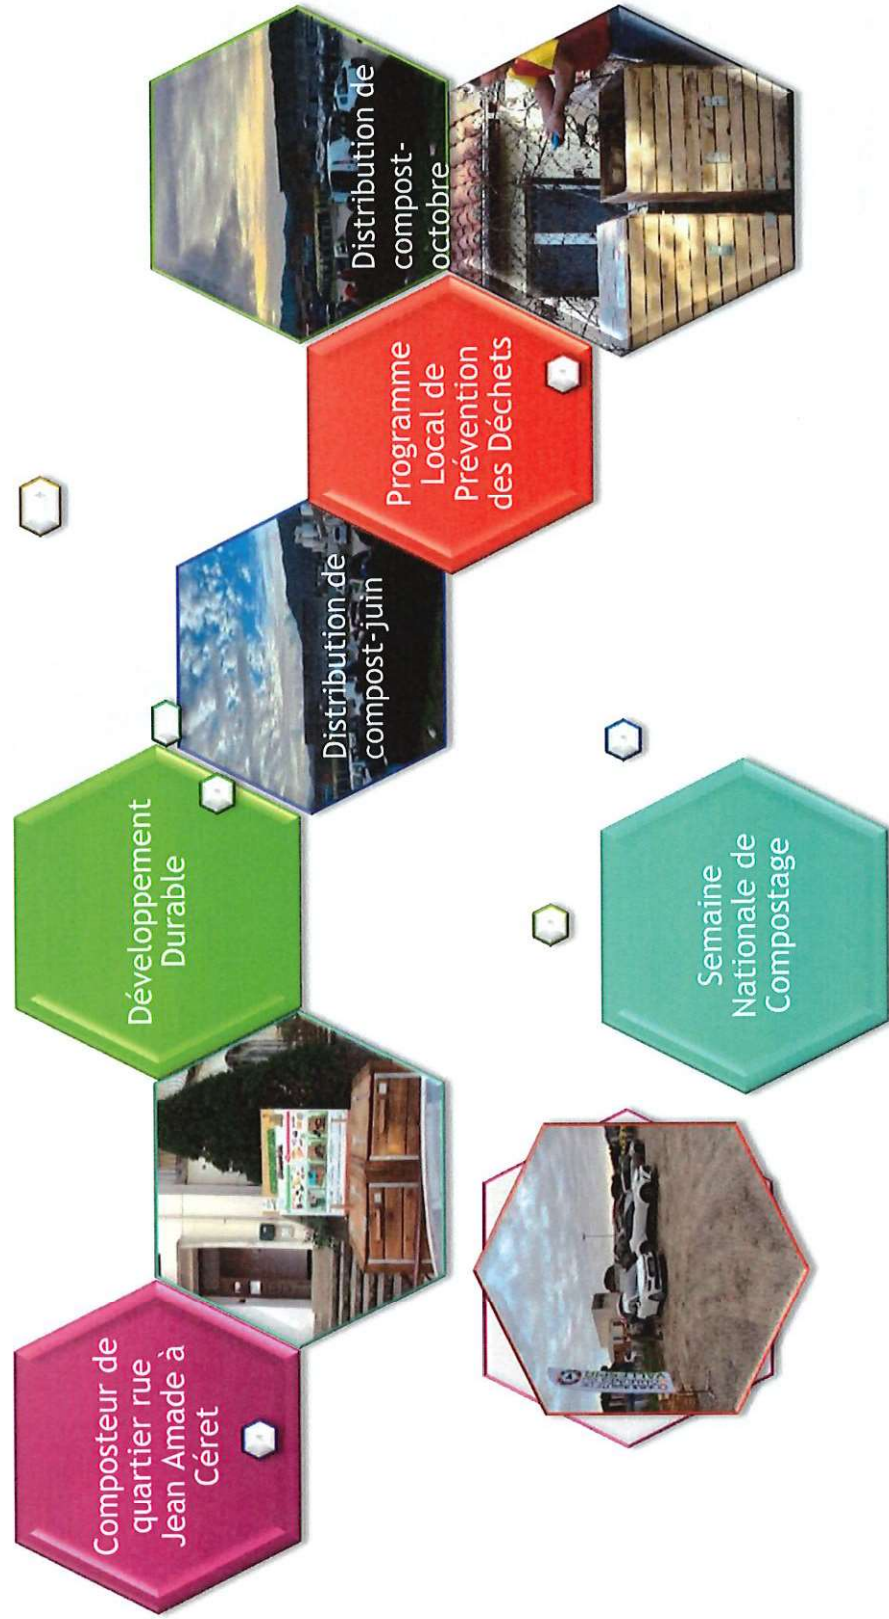 Composteur de
quartier rue
Jean Amade à
Céret
Développement
Durable
Distribution de
compost-juin
Programme
Local de
Prévention
des Déchets
Distribution de
compost-
octobre
Semaine
Nationale de
Compostage